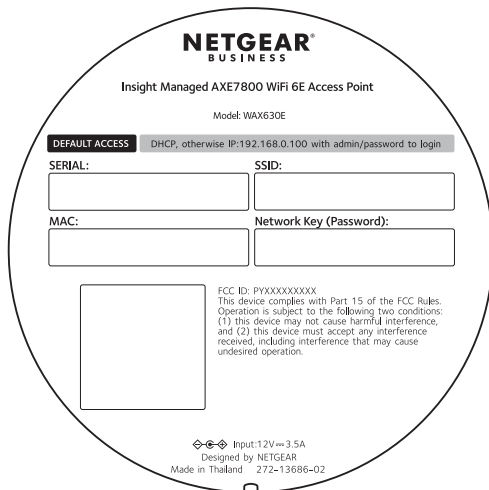 NETGEAR®
BUSINESS
Insight Managed AXE7800 WiFi 6E Access Point
Model: WAX630E
DEFAULT ACCESS DHCP, otherwise IP:192.168.0.100 with admin/password to login
SERIAL: SSID:
MAC: Network Key (Password):
FCC ID: PYXXXXXXXXX
This device complies with Part 15 of the FCC Rules.
Operation is subject to the following two conditions:
(1) this device may not cause harmful interference,
and (2) this device must accept any interference
received, including interference that may cause
undesired operation.
Input:12V⎓3.5A
Designed by NETGEAR
Made in Thailand 272-13686-02